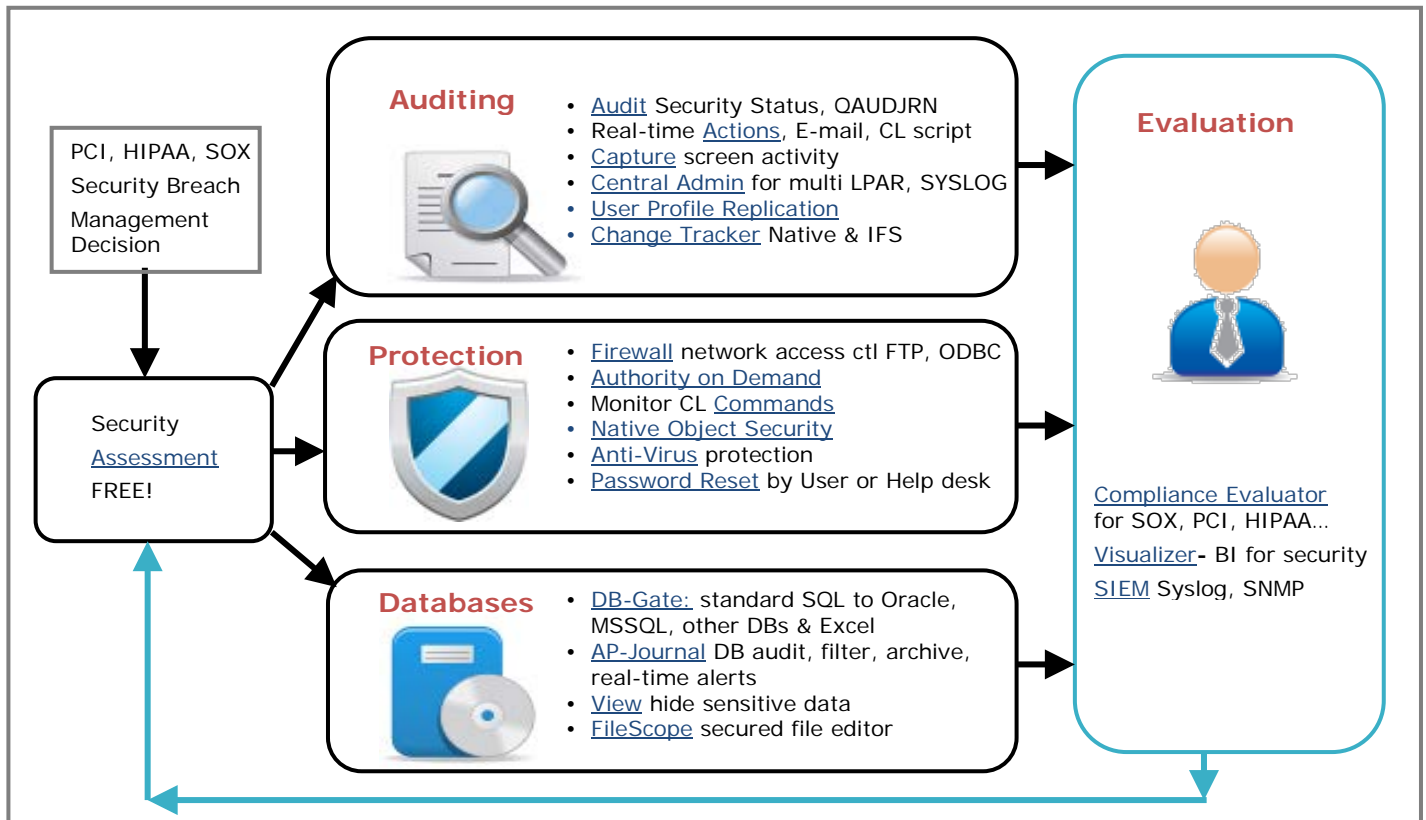 PCI, HIPAA, SOX
Security Breach
Management
Decision
Security
Assessment
FREE!
Auditing
• Audit Security Status, QAUDJRN
• Real-time Actions, E-mail, CL script
• Capture screen activity
• Central Admin for multi LPAR, SYSLOG
• User Profile Replication
• Change Tracker Native & IFS
Protection
• Firewall network access ctl FTP, ODBC
• Authority on Demand
• Monitor CL Commands
• Native Object Security
• Anti-Virus protection
• Password Reset by User or Help desk
Databases
• DB-Gate: standard SQL to Oracle,
MSSQL, other DBs & Excel
• AP-Journal DB audit, filter, archive,
real-time alerts
• View hide sensitive data
• FileScope secured file editor
Evaluation
Compliance Evaluator
for SOX, PCI, HIPAA…
Visualizer- BI for security
SIEM Syslog, SNMP